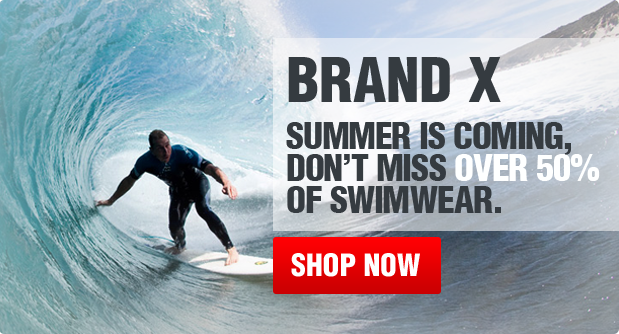 BRAND X
SUMMER IS COMING,
DON'T MISS OVER 50%
OF SWIMWEAR.
SHOP NOW